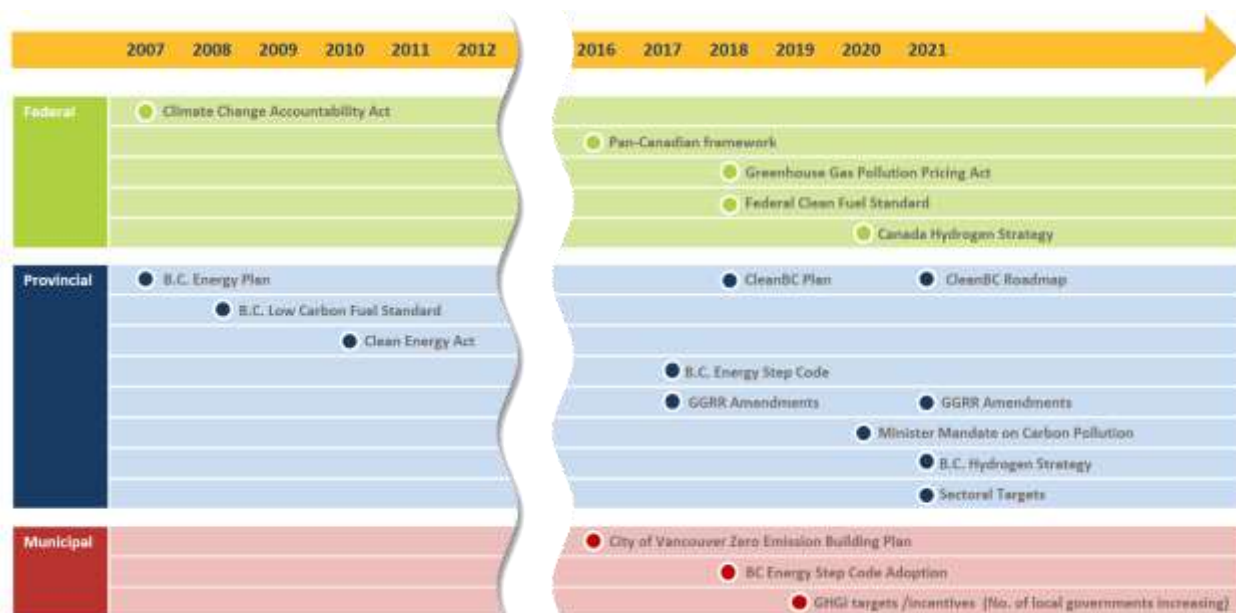 2007 2008 2009 2010 2011 2012 2016 2017 2018 2019 2020 2021
Federal
Climate Change Accountability Act
Pan-Canadian framework
Greenhouse Gas Pollution Pricing Act
Federal Clean Fuel Standard
Canada Hydrogen Strategy
Provincial
B.C. Energy Plan CleanBC Plan CleanBC Roadmap
B.C. Low Carbon Fuel Standard
Clean Energy Act
B.C. Energy Step Code
GGRR Amendments GGRR Amendments
Minister Mandate on Carbon Pollution
B.C. Hydrogen Strategy
Sectoral Targets
Municipal
City of Vancouver Zero Emission Building Plan
BC Energy Step Code Adoption
GHGI targets /incentives (No. of local governments increasing)